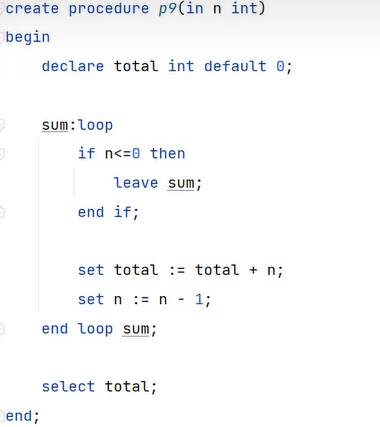 create procedure p9(in n int)
begin
    declare total int default 0;

    sum:loop
        if n<=0 then
            leave sum;
        end if;

        set total := total + n;
        set n := n - 1;
    end loop sum;

    select total;
end;